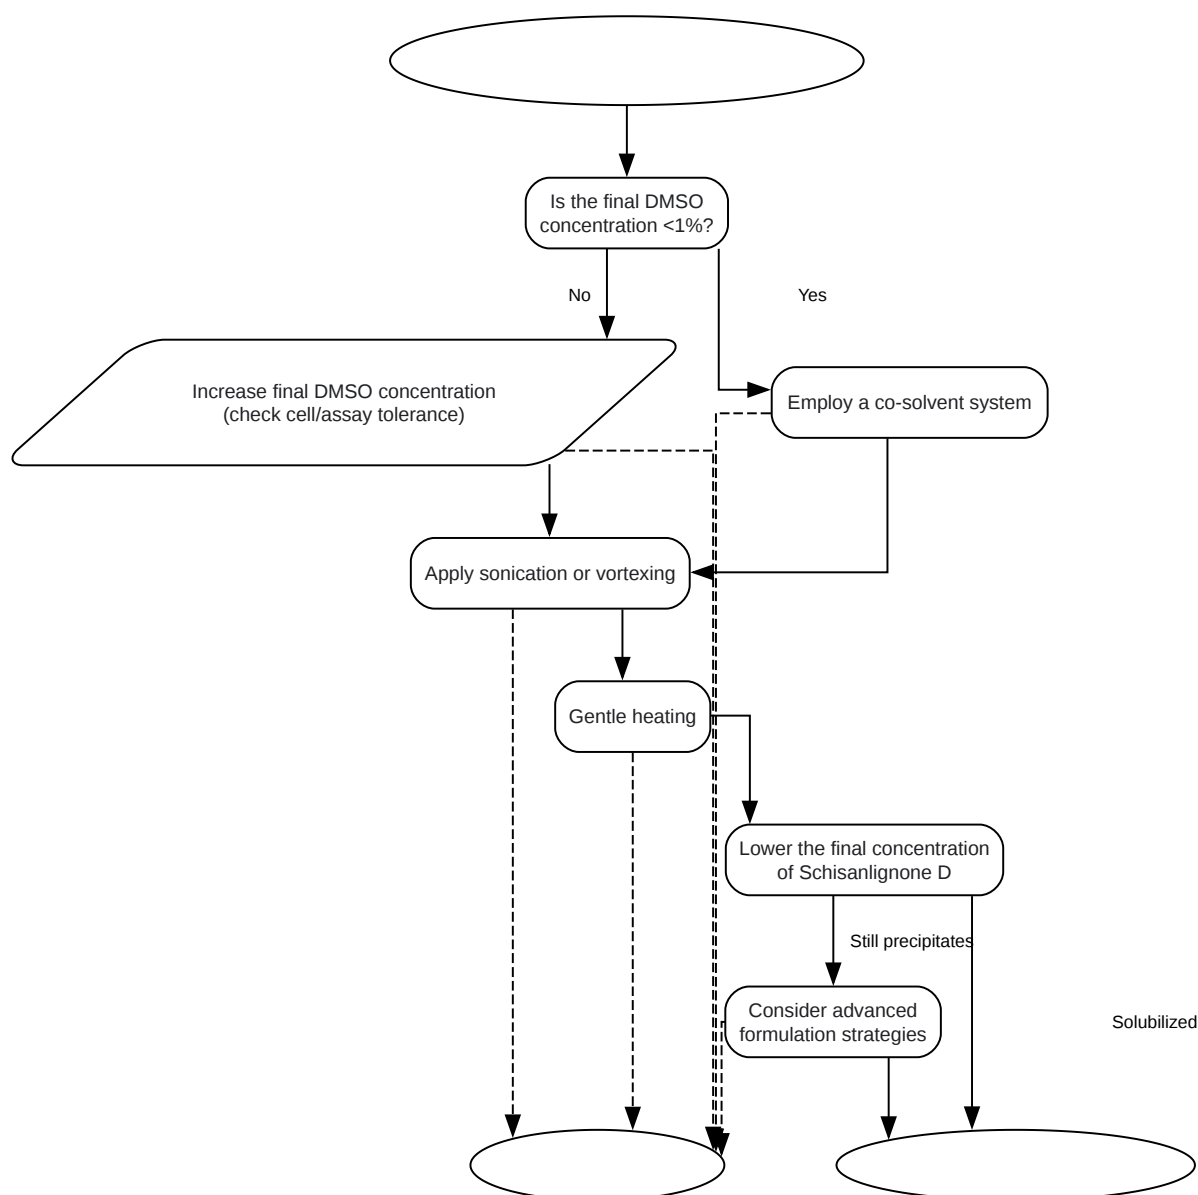 Is the final DMSO
concentration <1%?
No
Yes
Increase final DMSO concentration
(check cell/assay tolerance)
Employ a co-solvent system
Apply sonication or vortexing
Gentle heating
Lower the final concentration
of Schisanlignone D
Still precipitates
Consider advanced
formulation strategies
Solubilized